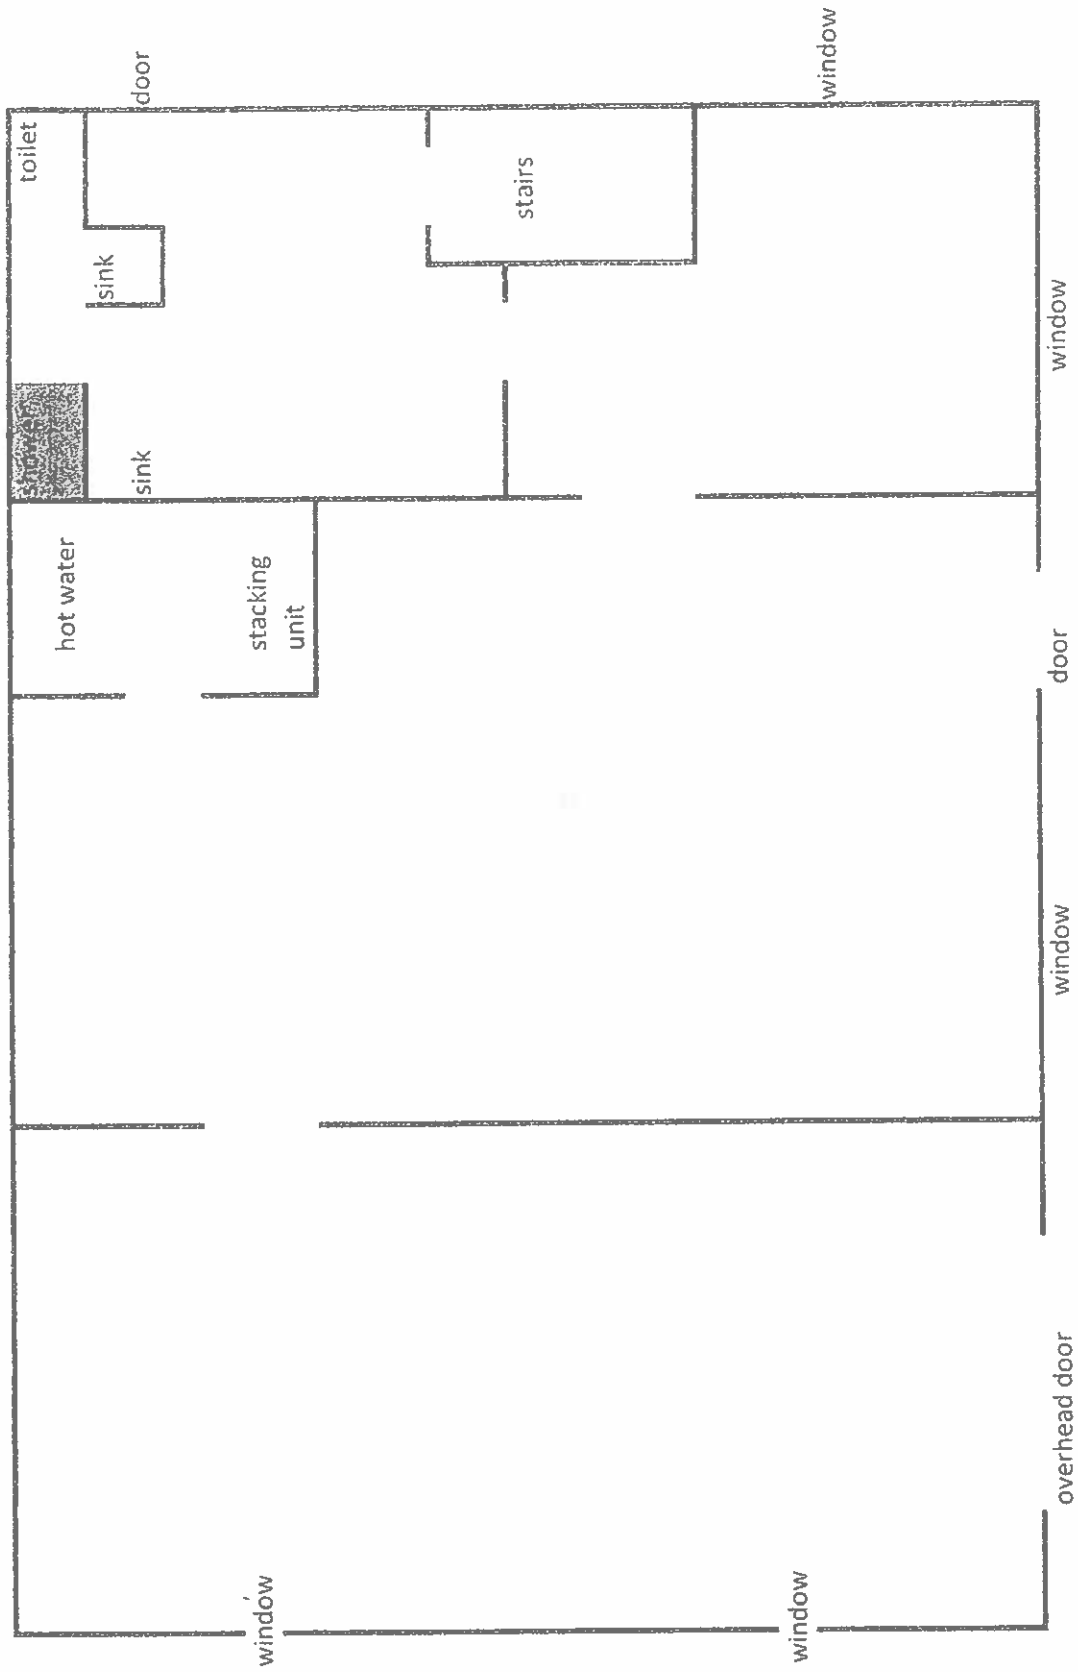 toilet
door
window
sink
stairs
shower
sink
window
hot water
stacking
unit
door
window
overhead door
window
window